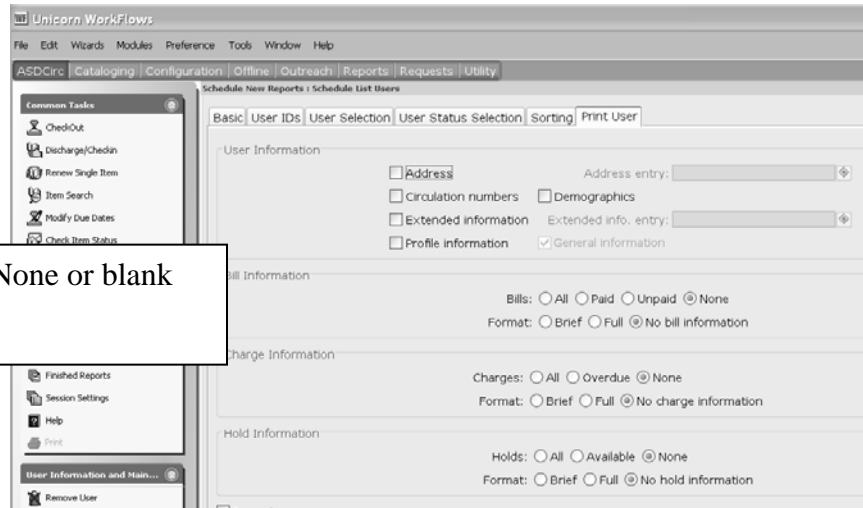 Unicorn WorkFlows
File Edit Wizards Modules Preference Tools Window Help
ASDCirc Cataloging Configuration Offline Outreach Reports Requests Utility
Schedule New Reports : Schedule List Users
Common Tasks
CheckOut
Discharge/Checkin
Renew Single Item
Item Search
Modify Due Dates
Check Item Status
None or blank
Finished Reports
Session Settings
Help
Print
User Information and Main...
Remove User
Basic User IDs User Selection User Status Selection Sorting Print User
User Information
Address Address entry:
Circulation numbers Demographics
Extended information Extended info. entry:
Profile information General information
Bill Information
Bills: All Paid Unpaid None
Format: Brief Full No bill information
Charge Information
Charges: All Overdue None
Format: Brief Full No charge information
Hold Information
Holds: All Available None
Format: Brief Full No hold information